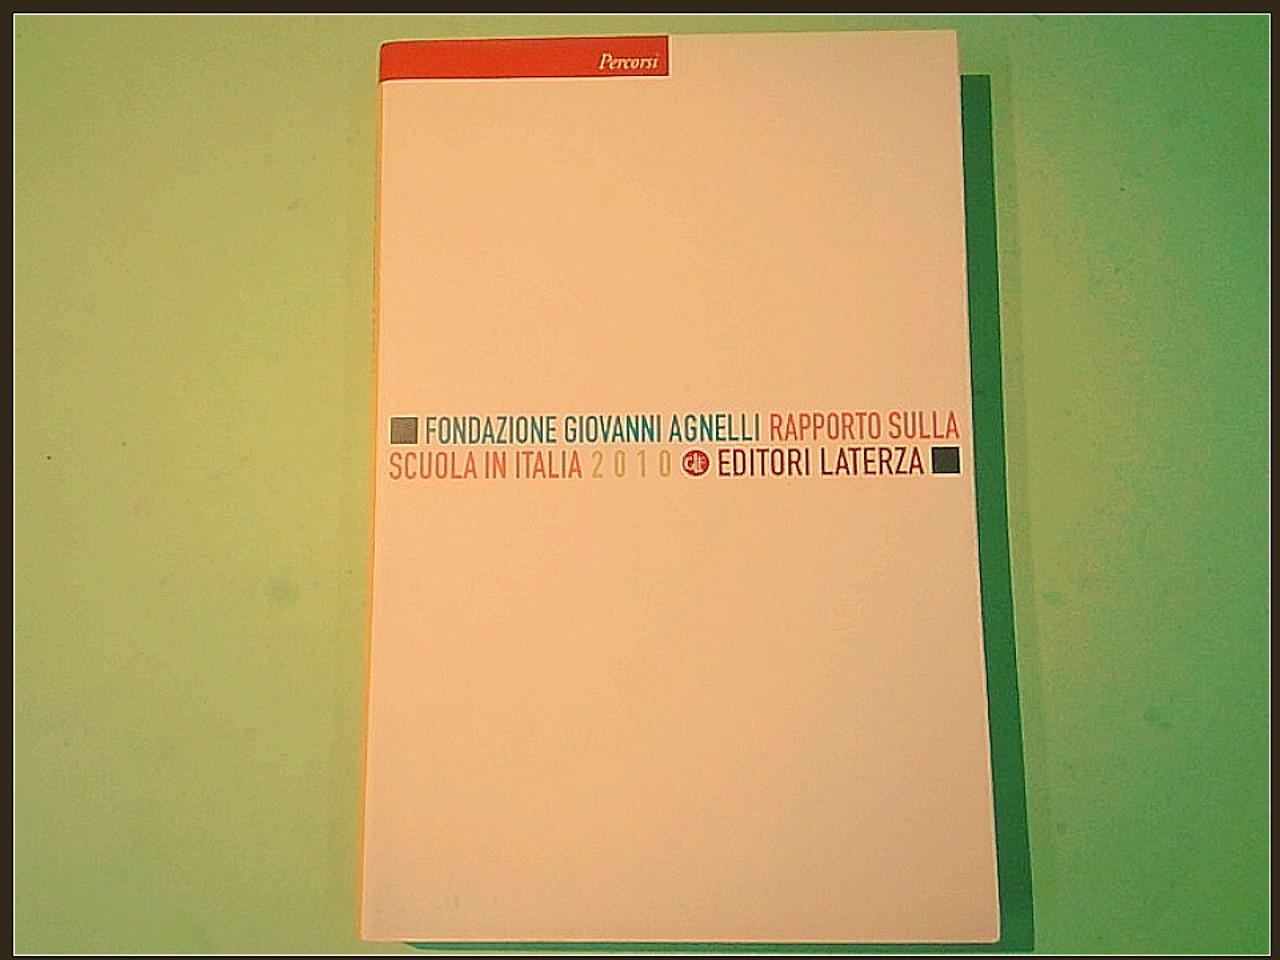 Percorsi
FONDAZIONE GIOVANNI AGNELLI RAPPORTO SULLA
SCUOLA IN ITALIA 2010 EDITORI LATERZA